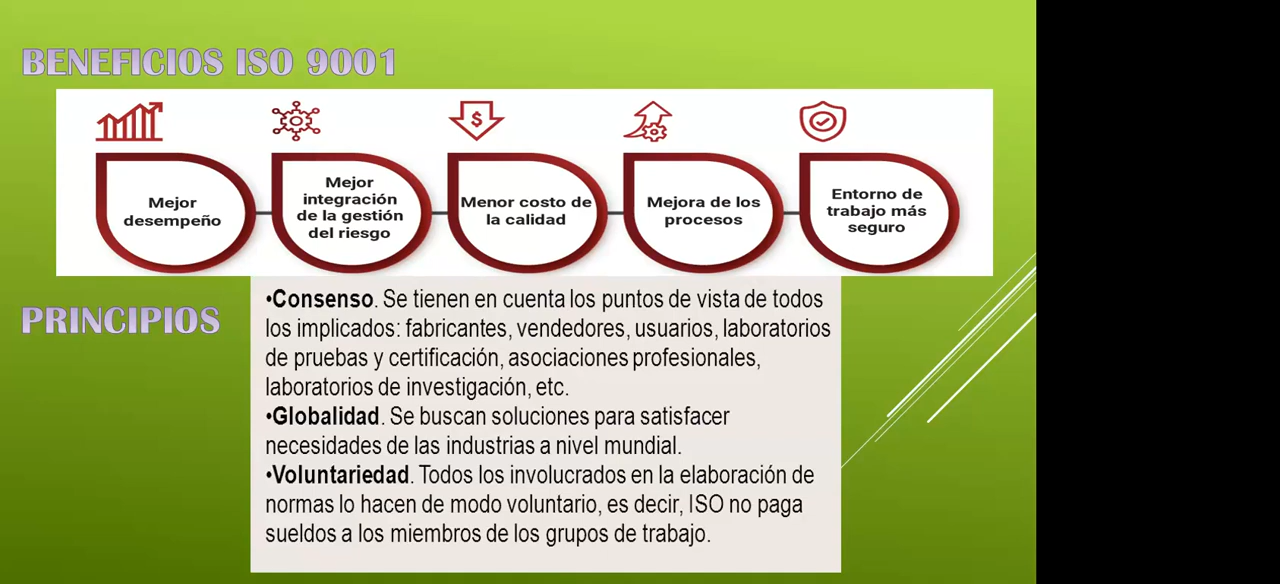 BENEFICIOS ISO 9001
Mejor
desempeño
Mejor
integración
de la gestión
del riesgo
$
Menor costo de
la calidad
Mejora de los
procesos
Entorno de
trabajo más
seguro
PRINCIPIOS
•Consenso. Se tienen en cuenta los puntos de vista de todos
los implicados: fabricantes, vendedores, usuarios, laboratorios
de pruebas y certificación, asociaciones profesionales,
laboratorios de investigación, etc.
•Globalidad. Se buscan soluciones para satisfacer
necesidades de las industrias a nivel mundial.
•Voluntariedad. Todos los involucrados en la elaboración de
normas lo hacen de modo voluntario, es decir, ISO no paga
sueldos a los miembros de los grupos de trabajo.